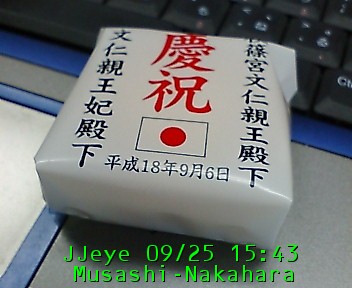 篠宮文仁親王殿下
慶祝
文仁親王妃殿下
平成18年9月6日
JJeye 09/25 15:43
Musashi-Nakahara